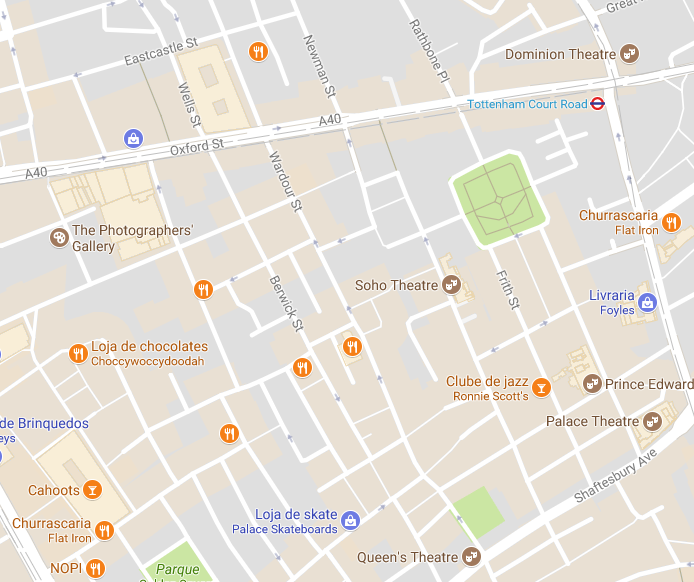 Great
Eastcastle St
Newman St
Rathbone Pl
Dominion Theatre
Wells St
Tottenham Court Road
A40
Oxford St
A40
Wardour St
The Photographers'
Gallery
Churrascaria
Flat Iron
Soho Theatre
Frith St
Berwick St
Livraria
Foyles
Loja de chocolates
Choccywoccydoodah
Clube de jazz
Ronnie Scott's
Prince Edward
de Brinquedos
eys
Palace Theatre
Shaftesbury Ave
Cahoots
Churrascaria
Flat Iron
Loja de skate
Palace Skateboards
NOPI
Parque
Queen's Theatre